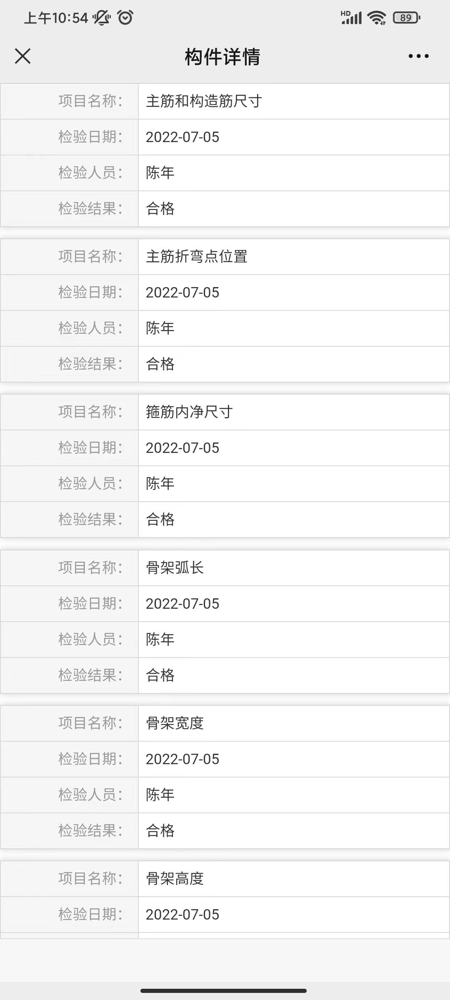 上午10:54 HD 89
构件详情
项目名称： 主筋和构造筋尺寸
检验日期： 2022-07-05
检验人员： 陈年
检验结果： 合格
项目名称： 主筋折弯点位置
检验日期： 2022-07-05
检验人员： 陈年
检验结果： 合格
项目名称： 箍筋内净尺寸
检验日期： 2022-07-05
检验人员： 陈年
检验结果： 合格
项目名称： 骨架弧长
检验日期： 2022-07-05
检验人员： 陈年
检验结果： 合格
项目名称： 骨架宽度
检验日期： 2022-07-05
检验人员： 陈年
检验结果： 合格
项目名称： 骨架高度
检验日期： 2022-07-05